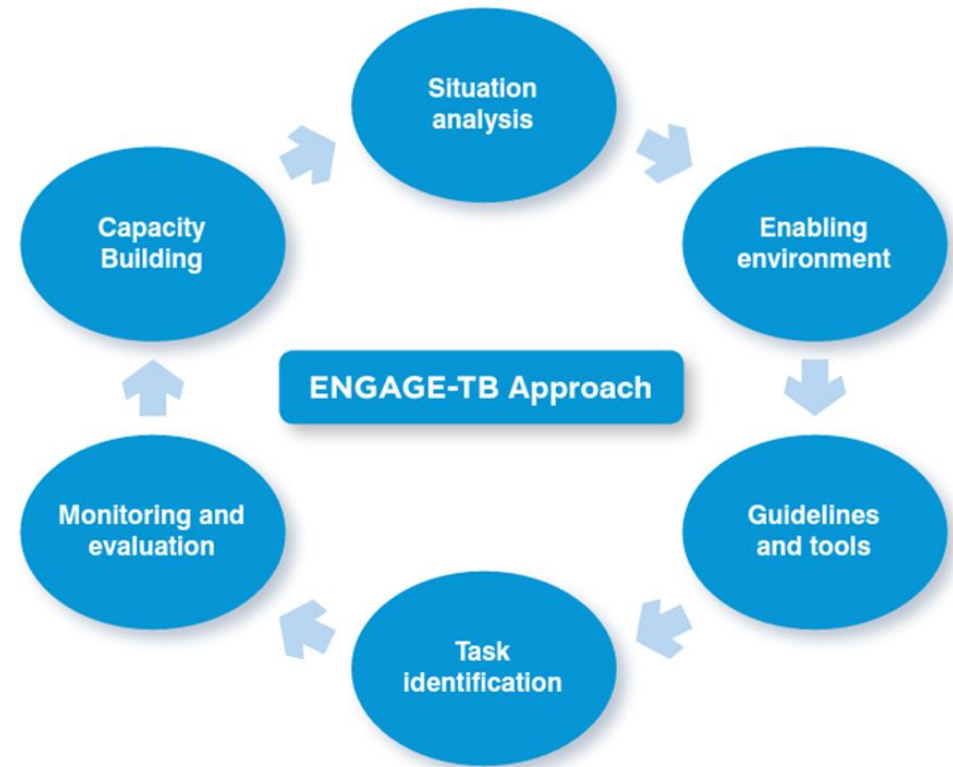 Situation
analysis
Enabling
environment
Guidelines
and tools
Task
identification
Monitoring and
evaluation
Capacity
Building
ENGAGE-TB Approach